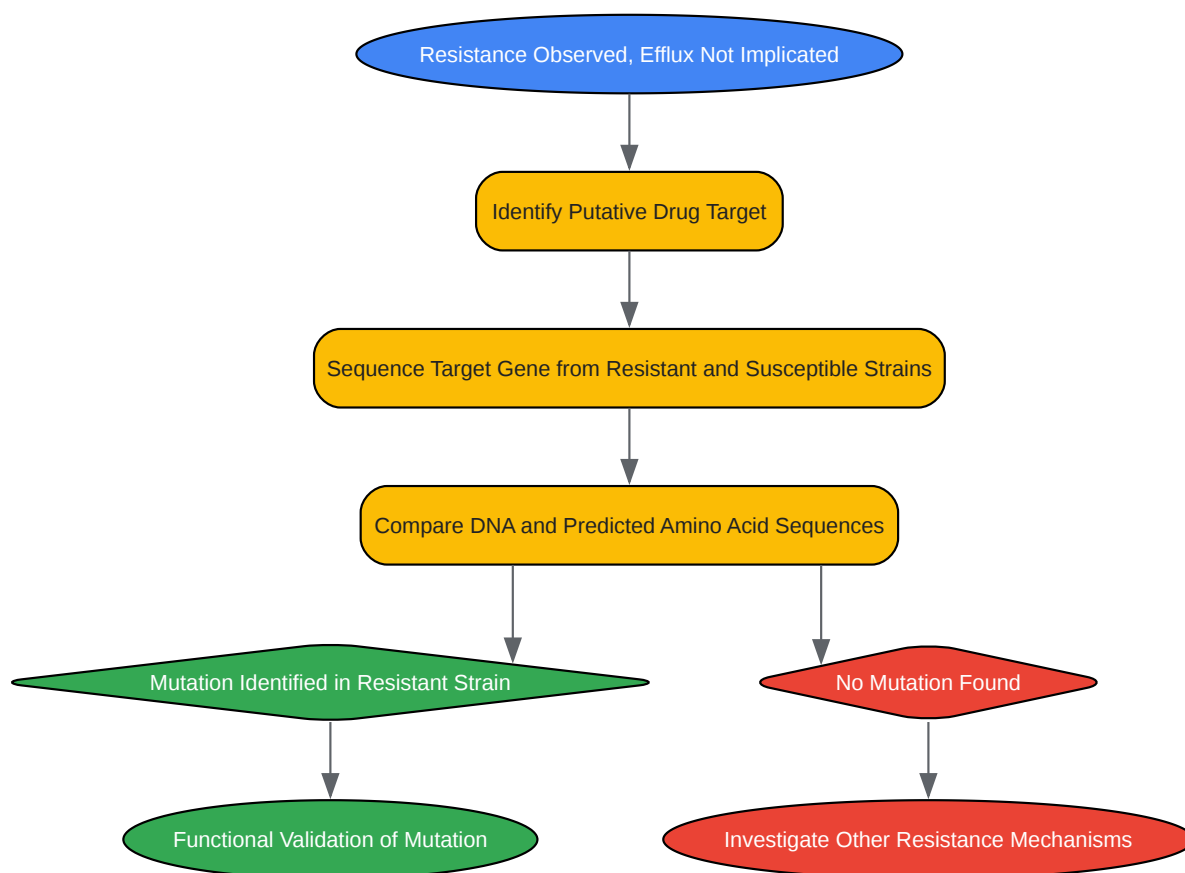 Resistance Observed, Efflux Not Implicated
Identify Putative Drug Target
Sequence Target Gene from Resistant and Susceptible Strains
Compare DNA and Predicted Amino Acid Sequences
Mutation Identified in Resistant Strain
No Mutation Found
Functional Validation of Mutation
Investigate Other Resistance Mechanisms